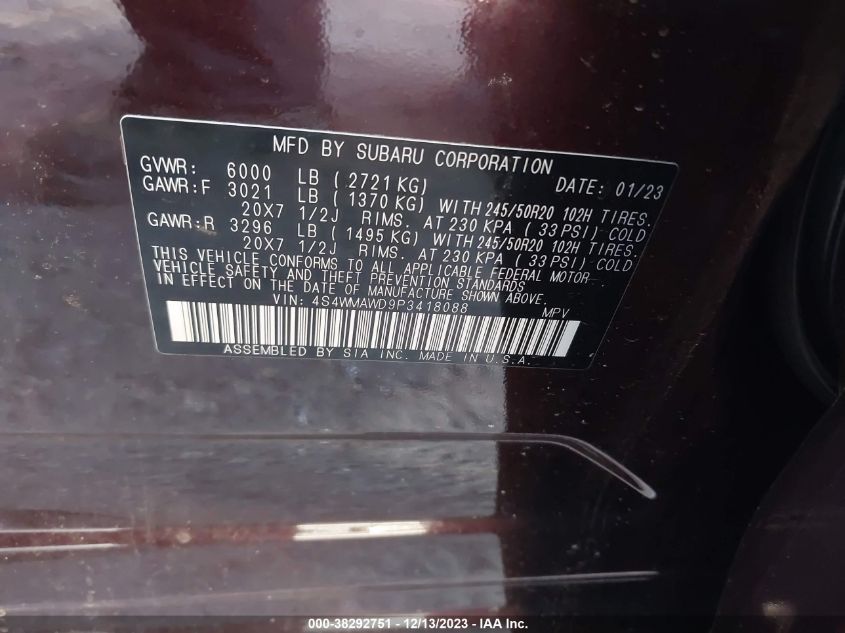 MFD BY SUBARU CORPORATION
GVWR: 6000 LB ( 2721 KG) DATE: 01/23
GAWR:F 3021 LB ( 1370 KG) WITH 245/50R20 102H TIRES.
20X7 1/2J RIMS. AT 230 KPA ( 33 PSI) COLD
GAWR:R 3296 LB ( 1495 KG) WITH 245/50R20 102H TIRES.
20X7 1/2J RIMS. AT 230 KPA ( 33 PSI) COLD
THIS VEHICLE CONFORMS TO ALL APPLICABLE FEDERAL MOTOR
VEHICLE SAFETY AND THEFT PREVENTION STANDARDS
IN EFFECT ON THE DATE OF MANUFACTURE SHOWN ABOVE.
VIN: 4S4WMAWD9P3418088 MPV
ASSEMBLED BY SIA INC. MADE IN U.S.A.
000-38292751 - 12/13/2023 - IAA Inc.